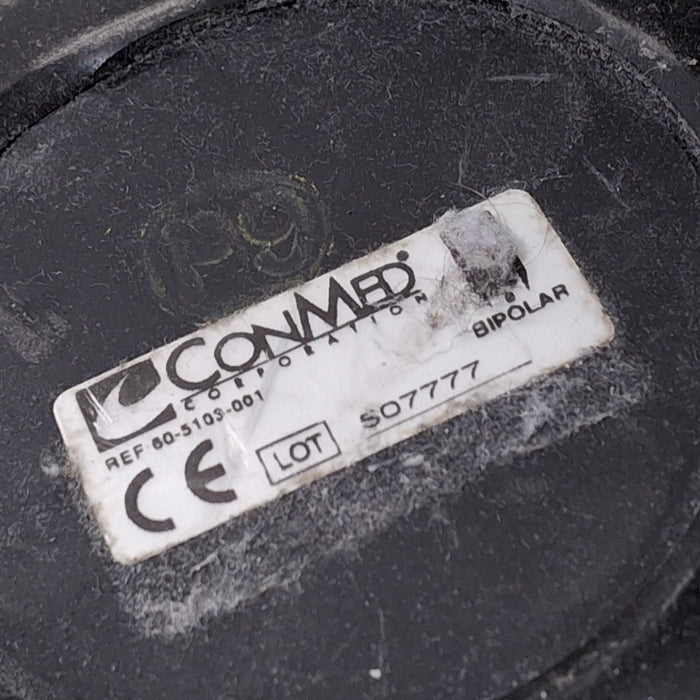 CONMED®
CORPORATION
REF 60-5103-001
BIPOLAR
CE
LOT S07777